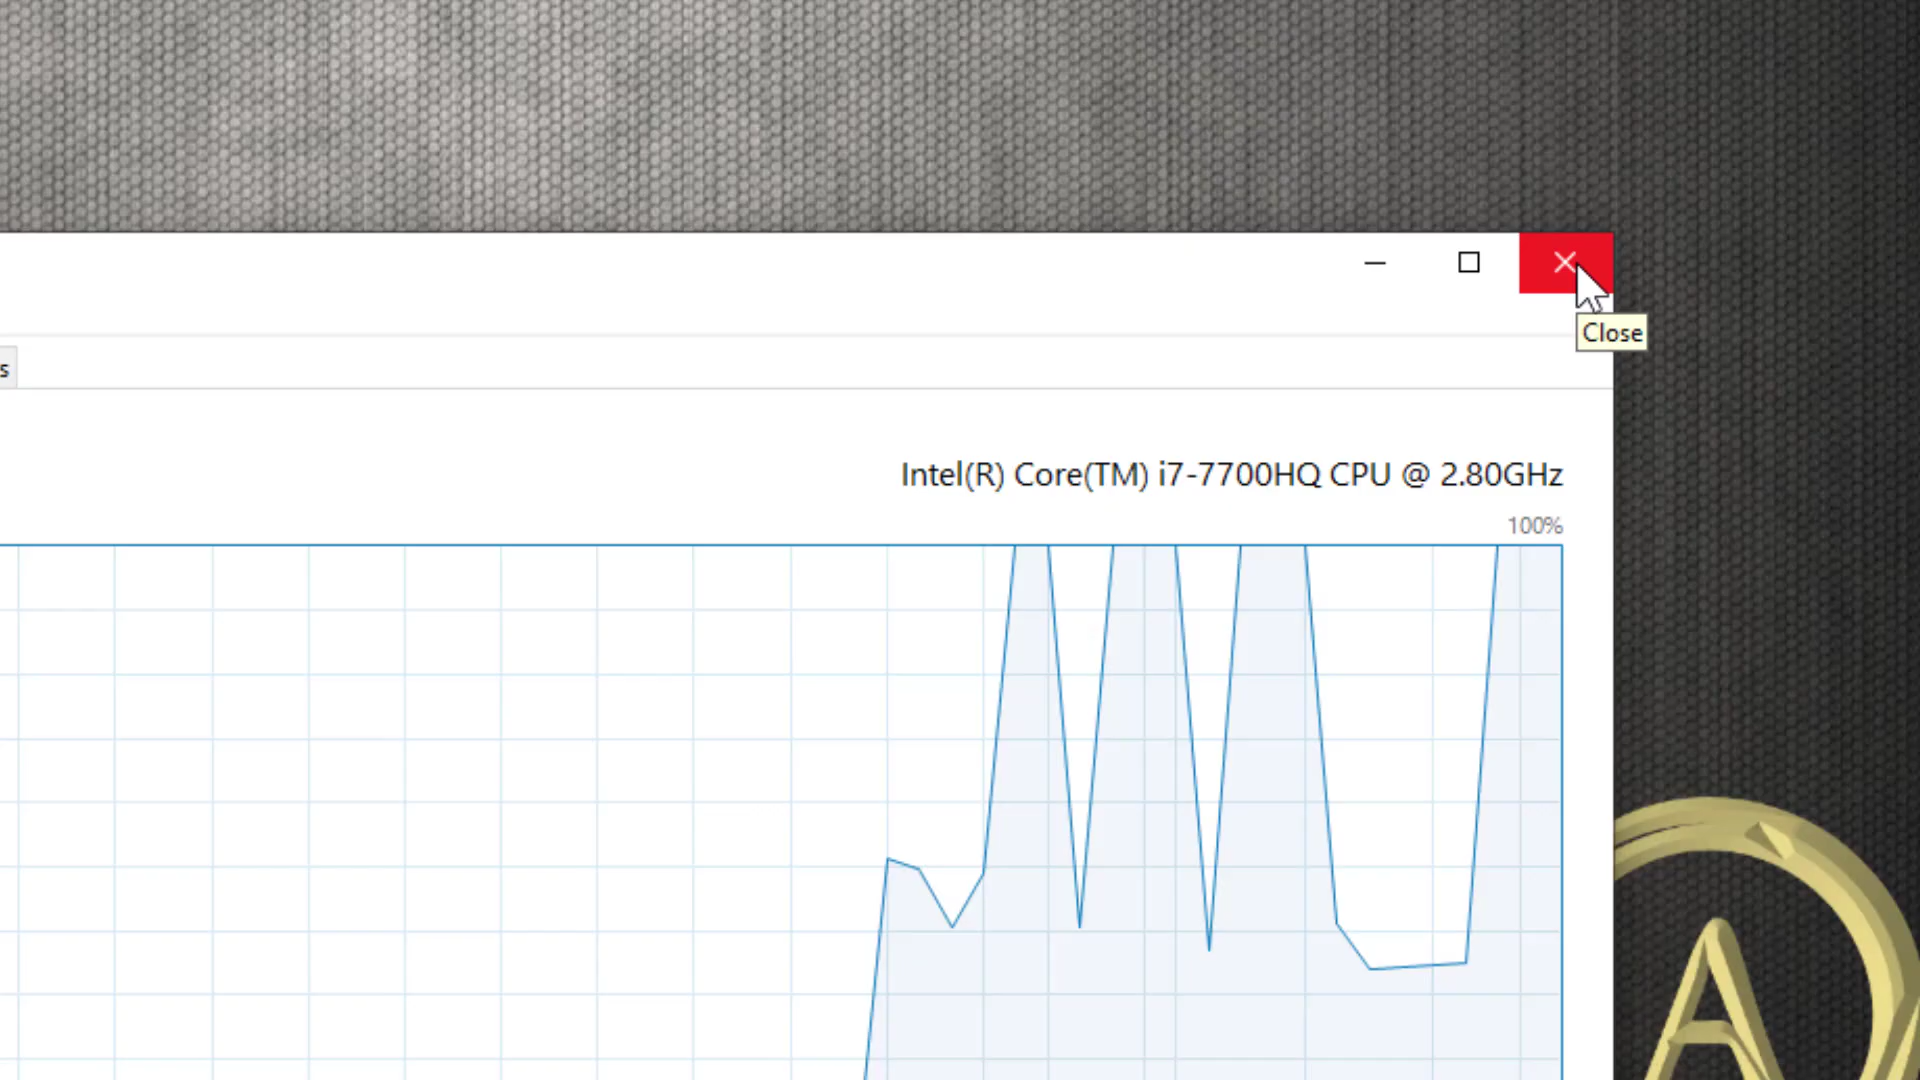 Close
s
Intel(R) Core(TM) i7-7700HQ CPU @ 2.80GHz
100%
A